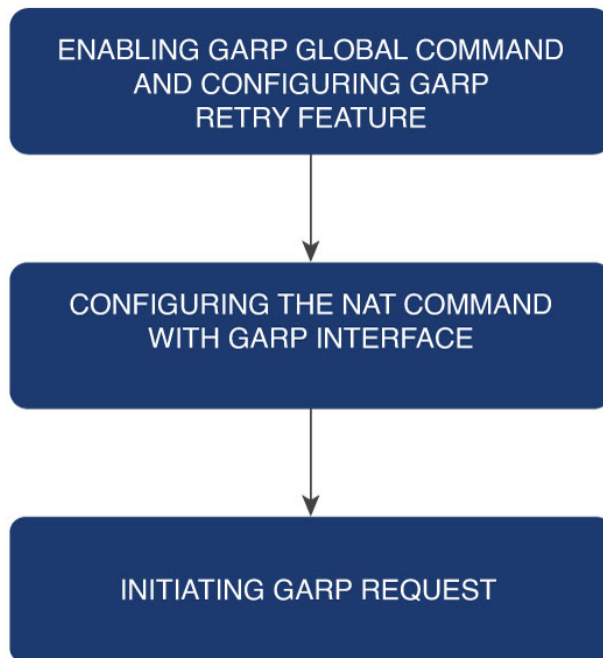 ENABLING GARP GLOBAL COMMAND
AND CONFIGURING GARP
RETRY FEATURE
CONFIGURING THE NAT COMMAND
WITH GARP INTERFACE
INITIATING GARP REQUEST